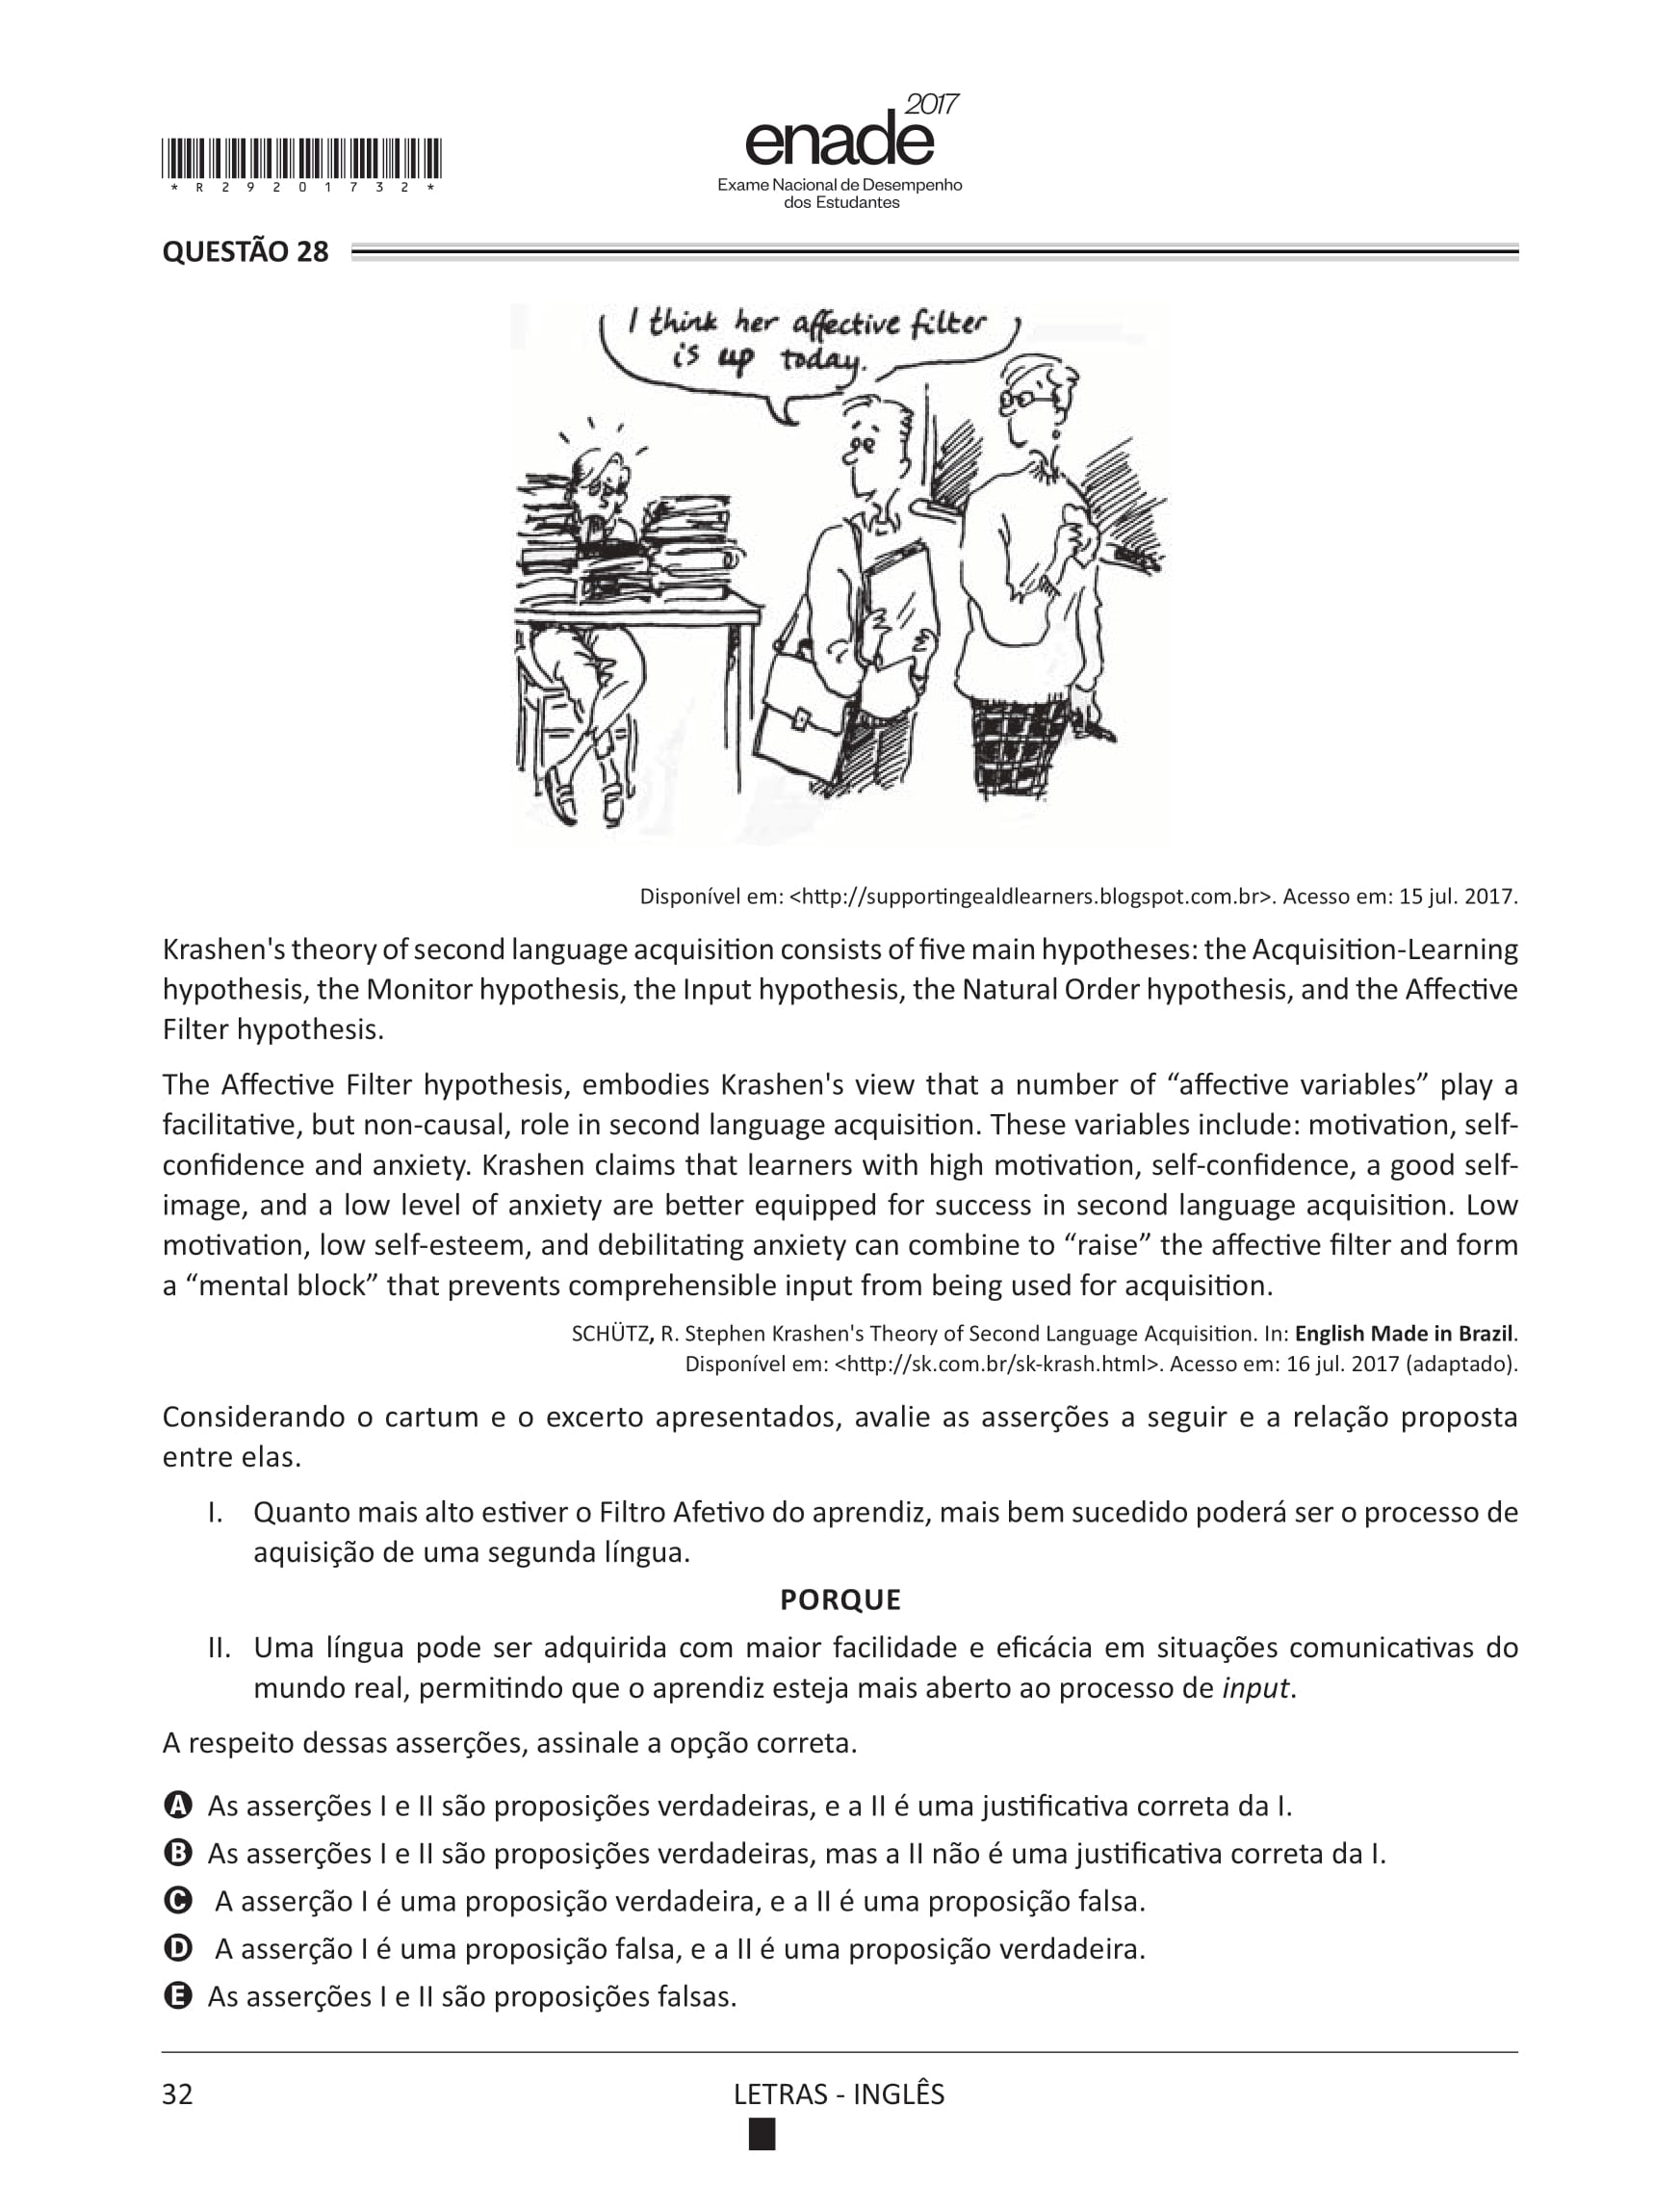 2017
enade
Exame Nacional de Desempenho
dos Estudantes
*R29201732*
QUESTÃO 28
I think her affective filter
is up today.
Disponível em: <http://supportingealdlearners.blogspot.com.br>. Acesso em: 15 jul. 2017.
Krashen's theory of second language acquisition consists of five main hypotheses: the Acquisition-Learning
hypothesis, the Monitor hypothesis, the Input hypothesis, the Natural Order hypothesis, and the Affective
Filter hypothesis.
The Affective Filter hypothesis, embodies Krashen's view that a number of “affective variables” play a
facilitative, but non-causal, role in second language acquisition. These variables include: motivation, self-
confidence and anxiety. Krashen claims that learners with high motivation, self-confidence, a good self-
image, and a low level of anxiety are better equipped for success in second language acquisition. Low
motivation, low self-esteem, and debilitating anxiety can combine to “raise” the affective filter and form
a “mental block” that prevents comprehensible input from being used for acquisition.
SCHÜTZ, R. Stephen Krashen's Theory of Second Language Acquisition. In: English Made in Brazil.
Disponível em: <http://sk.com.br/sk-krash.html>. Acesso em: 16 jul. 2017 (adaptado).
Considerando o cartum e o excerto apresentados, avalie as asserções a seguir e a relação proposta
entre elas.
I. Quanto mais alto estiver o Filtro Afetivo do aprendiz, mais bem sucedido poderá ser o processo de
aquisição de uma segunda língua.
PORQUE
II. Uma língua pode ser adquirida com maior facilidade e eficácia em situações comunicativas do
mundo real, permitindo que o aprendiz esteja mais aberto ao processo de input.
A respeito dessas asserções, assinale a opção correta.
A As asserções I e II são proposições verdadeiras, e a II é uma justificativa correta da I.
B As asserções I e II são proposições verdadeiras, mas a II não é uma justificativa correta da I.
C A asserção I é uma proposição verdadeira, e a II é uma proposição falsa.
D A asserção I é uma proposição falsa, e a II é uma proposição verdadeira.
E As asserções I e II são proposições falsas.
32
LETRAS - INGLÊS